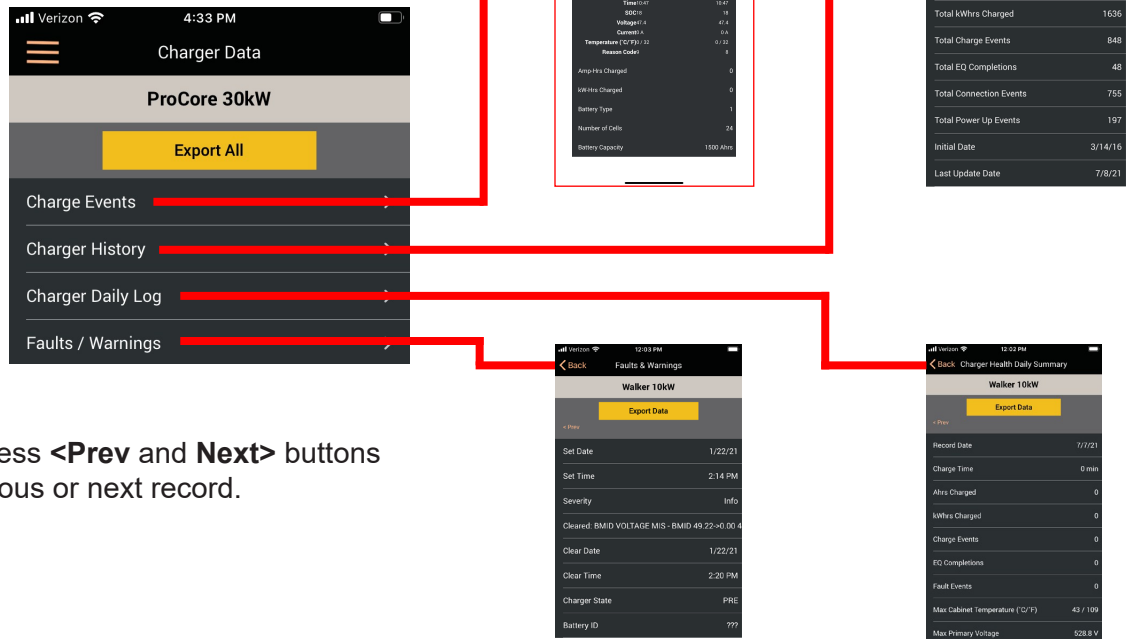 Verizon 4:33 PM
Charger Data
ProCore 30kW
Export All
Charge Events >
Charger History >
Charger Daily Log >
Faults / Warnings >
Time 10:47 10:47
SOC 18 18
Voltage 47.4 47.4
Current 0 A 0 A
Temperature (°C/°F) 0 / 32 0 / 32
Reason Code 8
Amp-Hrs Charged 0
kW-Hrs Charged 0
Battery Type 1
Number of Cells 24
Battery Capacity 1500 Ahrs
Total kWhrs Charged 1636
Total Charge Events 848
Total EQ Completions 48
Total Connection Events 755
Total Power Up Events 197
Initial Date 3/14/16
Last Update Date 7/8/21
ess <Prev and Next> buttons
ous or next record.
Verizon 12:03 PM
< Back Faults & Warnings
Walker 10kW
Export Data
< Prev
Set Date 1/22/21
Set Time 2:14 PM
Severity Info
Cleared: BMID VOLTAGE MIS - BMID 49.22->0.00 4
Clear Date 1/22/21
Clear Time 2:20 PM
Charger State PRE
Battery ID ???
Verizon 12:02 PM
< Back Charger Health Daily Summary
Walker 10kW
Export Data
< Prev
Record Date 7/7/21
Charge Time 0 min
Ahrs Charged 0
kWhrs Charged 0
Charge Events 0
EQ Completions 0
Fault Events 0
Max Cabinet Temperature (°C/°F) 43 / 109
Max Primary Voltage 528.8 V